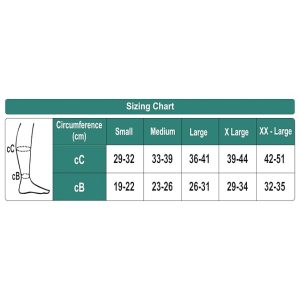 Sizing Chart
Circumference (cm) Small Medium Large X Large XX - Large
cC cC 29-32 33-39 36-41 39-44 42-51
cB cB 19-22 23-26 26-31 29-34 32-35